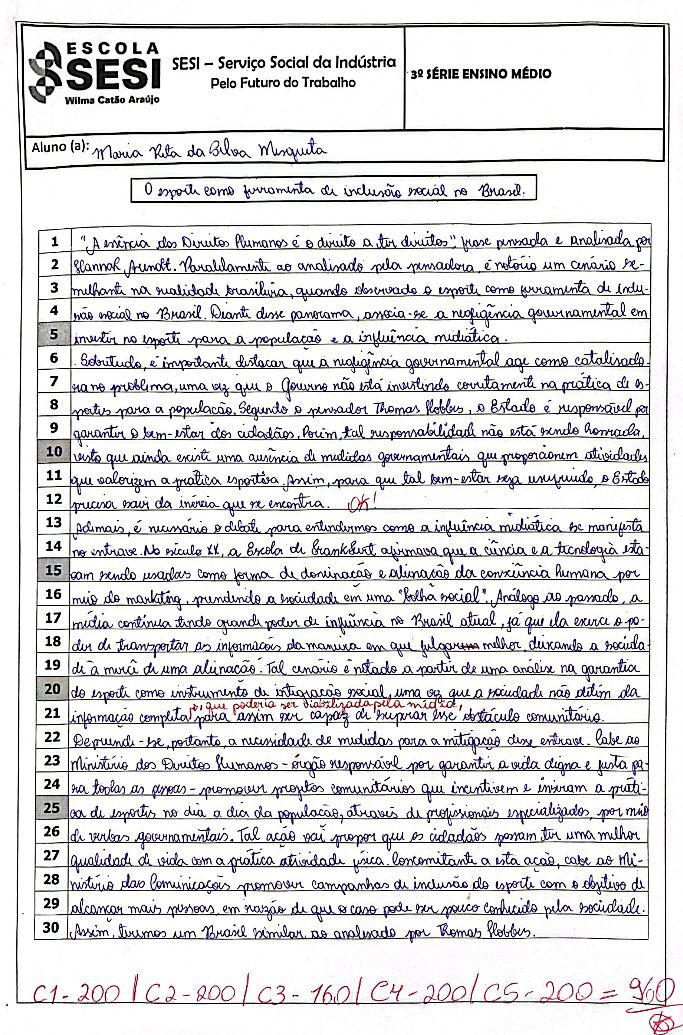 ESCOLA
SESI
Wilma Catão Araújo
SESI – Serviço Social da Indústria
Pelo Futuro do Trabalho
3º SÉRIE ENSINO MÉDIO
Aluno (a): Maria Rita da Silva Mesquita
O esporte como ferramenta de inclusão social no Brasil.
1 "A essência dos Direitos Humanos é o direito a ter direitos", frase pensada e analisada por
2 Hannah Arendt. Paralelamente ao analisado pela pensadora, é notório um cenário se-
3 melhante na realidade brasileira, quando observado o esporte como ferramenta de inclu-
4 são social no Brasil. Diante desse panorama, associa-se a negligência governamental em
5 investir no esporte para a população e a influência midiática.
6 Sobretudo, é importante destacar que a negligência governamental age como catalisado-
7 ra no problema, uma vez que o Governo não está investindo corretamente na prática de es-
8 portes para a população. Segundo o pensador Thomas Hobbes, o Estado é responsável por
9 garantir o bem-estar dos cidadãos. Porém, tal responsabilidade não está sendo honrada,
10 visto que ainda existe uma ausência de medidas governamentais que proporcionem atividades
11 que valorizem a prática esportiva. Assim, para que tal bem-estar seja usufruido, o Estado
12 precisa sair da inércia que se encontra. OK!
13 Ademais, é necessário o debate para entendermos como a influência midiática se manifesta
14 no entrave. No século XX, a Escola de Frankfurt afirmava que a ciência e a tecnologia esta-
15 vam sendo usadas como forma de dominação e alienação da consciência humana por
16 meio do marketing, prendendo a sociedade em uma "bolha social". Análogo ao passado, a
17 mídia continua tendo grande poder de influência no Brasil atual, já que ela exerce o po-
18 der de transportar as informações da maneira em que julgar melhor, deixando a socieda-
19 de à mercê de uma alienação. Tal cenário é notado a partir de uma análise na garantia
20 do esporte como instrumento de integração social, uma vez que a sociedade não detém da
o que poderia ser viabilizada pela mídia,
21 informação completa para assim ser capaz de superar esse obstáculo comunitário.
22 Depreende-se, portanto, a necessidade de medidas para a mitigação desse entrave. Cabe ao
23 Ministério dos Direitos Humanos - órgão responsável por garantir a vida digna e justa pa-
24 ra todas as pessoas - promover projetos comunitários que incentivem e insiram a práti-
25 ca de esportes no dia a dia da população, através de profissionais especializados, por meio
26 de verbas governamentais. Tal ação vai propor que os cidadãos possam ter uma melhor
27 qualidade de vida com a prática atividade física. Concomitante a esta ação, cabe ao Mi-
28 nistério das Comunicações promover campanhas de inclusão do esporte com o objetivo de
29 alcançar mais pessoas, em razão de que o caso pode ser pouco conhecido pela sociedade.
30 Assim, teremos um Brasil similar ao analisado por Thomas Hobbes.
C1-200 / C2-200 / C3-160 / C4-200 / C5-200 = 960